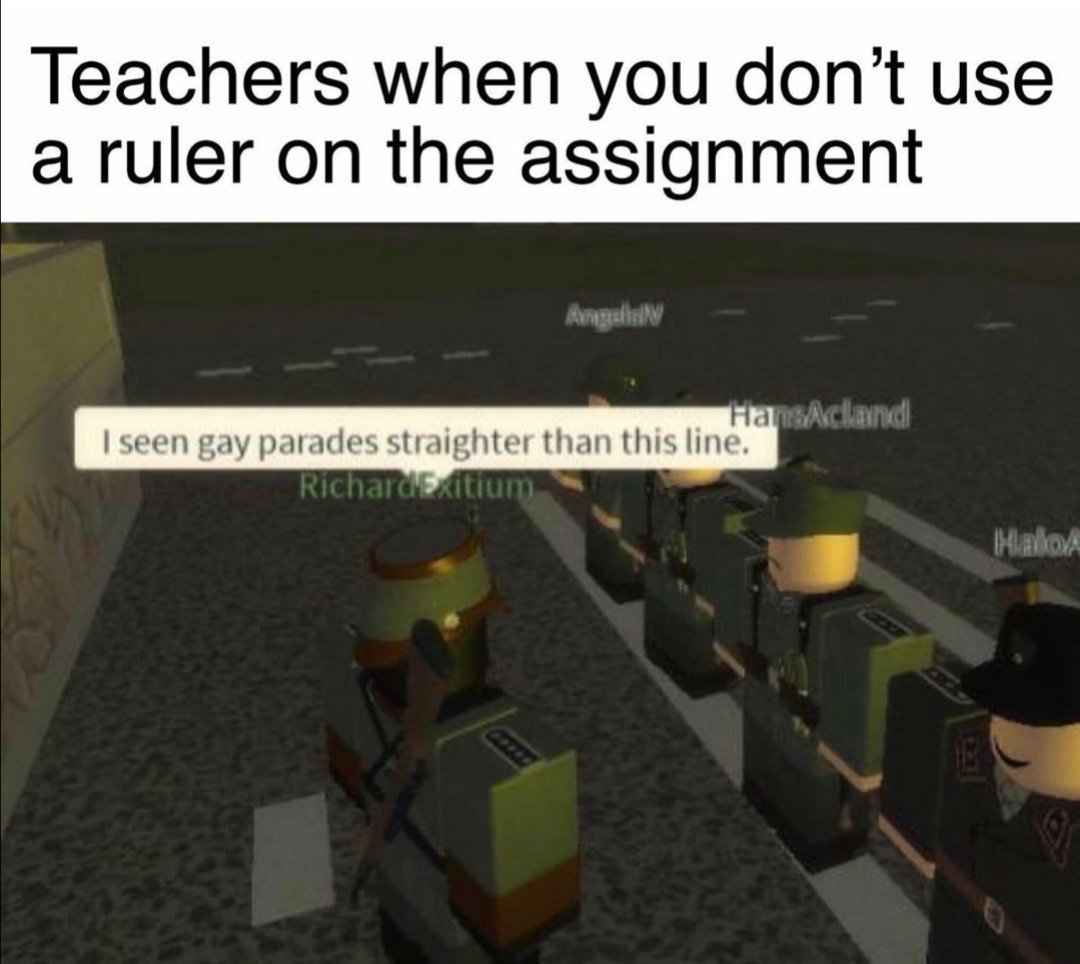 Teachers when you don’t use
a ruler on the assignment
HansAcland
I seen gay parades straighter than this line.
RichardExitium